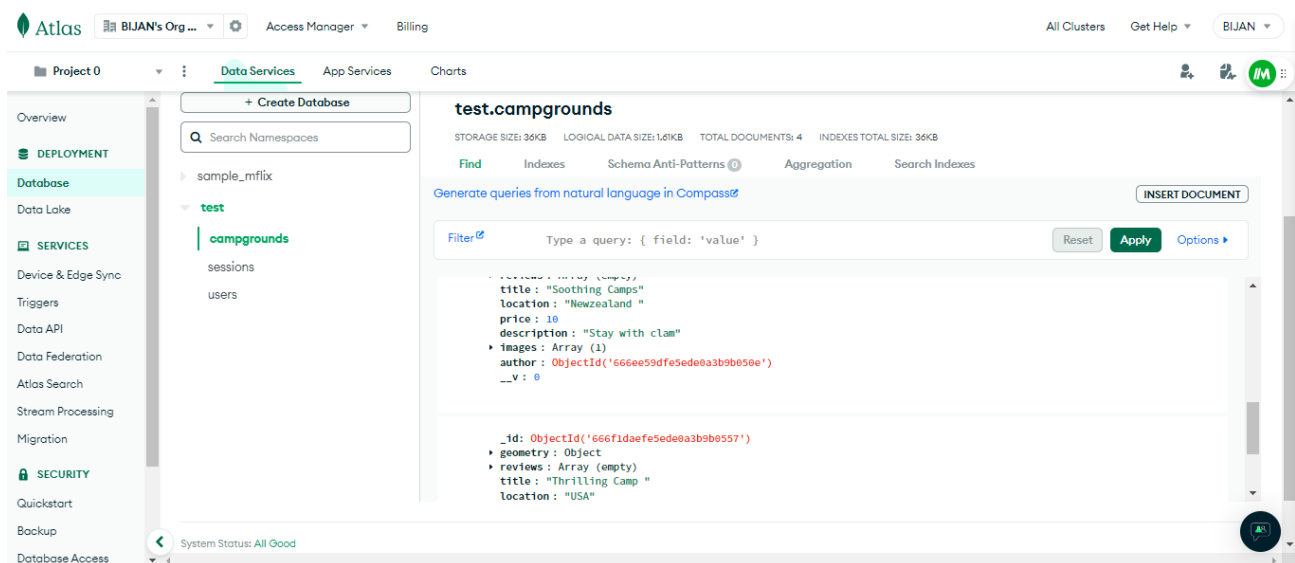 Atlas
BIJAN's Org ...
Access Manager
Billing
All Clusters
Get Help
BIJAN
Project 0
Data Services
App Services
Charts
Overview
DEPLOYMENT
Database
Data Lake
SERVICES
Device & Edge Sync
Triggers
Data API
Data Federation
Atlas Search
Stream Processing
Migration
SECURITY
Quickstart
Backup
Database Access
+ Create Database
Search Namespaces
sample_mflix
test
campgrounds
sessions
users
test.campgrounds
STORAGE SIZE: 36KB LOGICAL DATA SIZE: 1.61KB TOTAL DOCUMENTS: 4 INDEXES TOTAL SIZE: 36KB
Find Indexes Schema Anti-Patterns 0 Aggregation Search Indexes
Generate queries from natural language in Compass
INSERT DOCUMENT
Filter
Type a query: { field: 'value' }
Reset
Apply
Options
reviews : Array (empty)
title : "Soothing Camps"
location : "Newzealand "
price : 10
description : "Stay with clam"
images : Array (1)
author : ObjectId('666ee59dfe5ede0a3b9b050e')
__v : 0
_id: ObjectId('666f1daefe5ede0a3b9b0557')
geometry : Object
reviews : Array (empty)
title : "Thrilling Camp "
location : "USA"
System Status: All Good